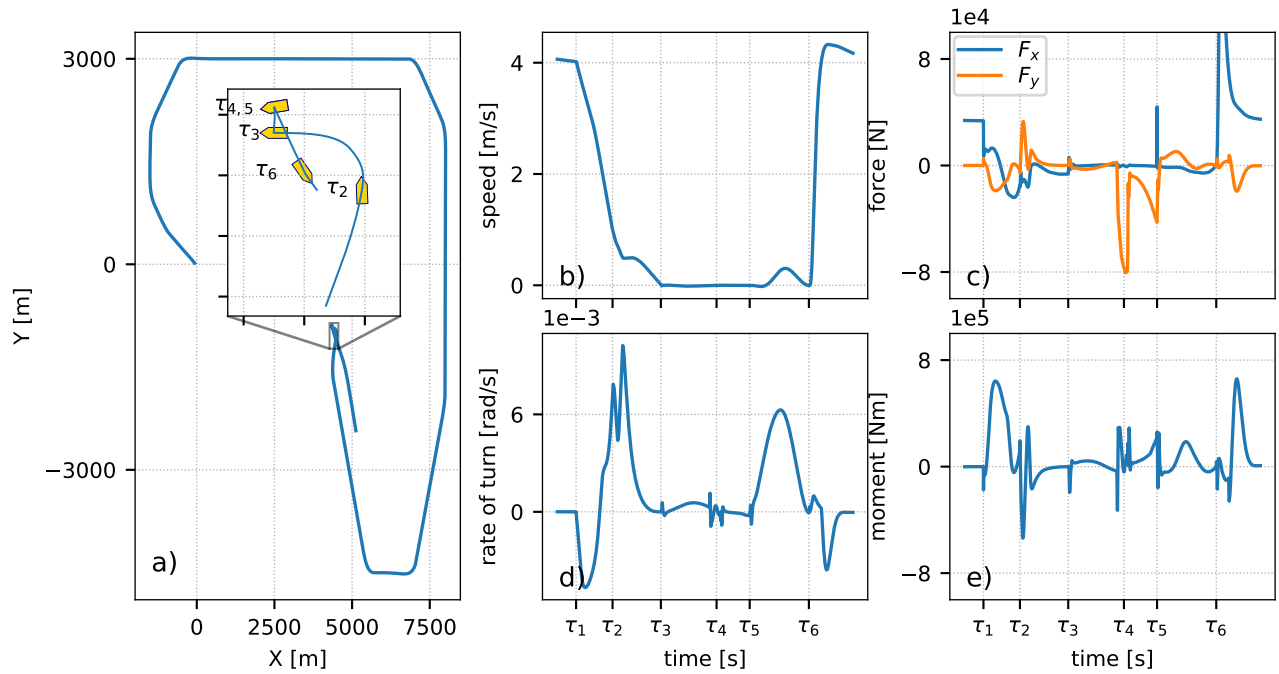 3000
0
−3000
Y [m]
0
2500
5000
7500
X [m]
a)
τ4,5
τ3
τ6
τ2
4
2
0
speed [m/s]
b)
1e4
8
0
−8
force [N]
Fx
Fy
c)
1e−3
6
0
rate of turn [rad/s]
d)
τ1
τ2
τ3
τ4
τ5
τ6
time [s]
1e5
8
0
−8
moment [Nm]
e)
τ1
τ2
τ3
τ4
τ5
τ6
time [s]